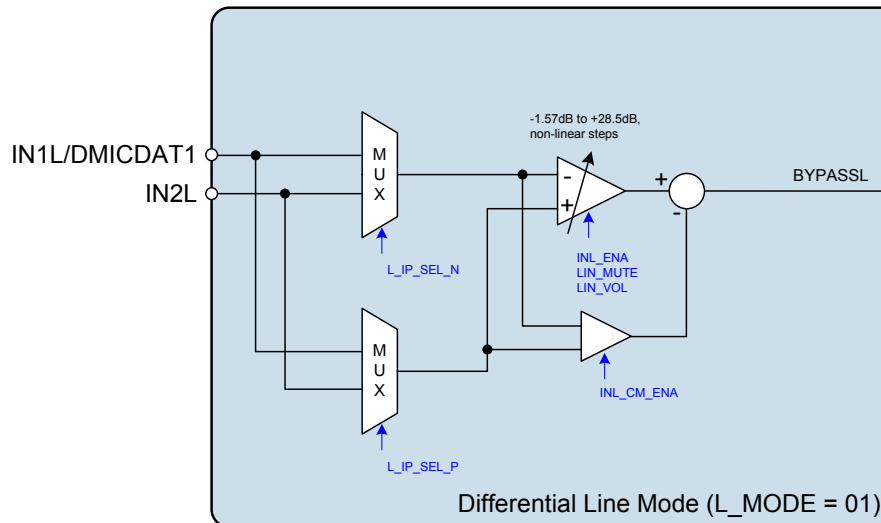 -1.57dB to +28.5dB,
non-linear steps
IN1L/DMICDAT1
IN2L
M
U
X
-
+
+
-
BYPASSL
L_IP_SEL_N
INL_ENA
LIN_MUTE
LIN_VOL
M
U
X
INL_CM_ENA
L_IP_SEL_P
Differential Line Mode (L_MODE = 01)